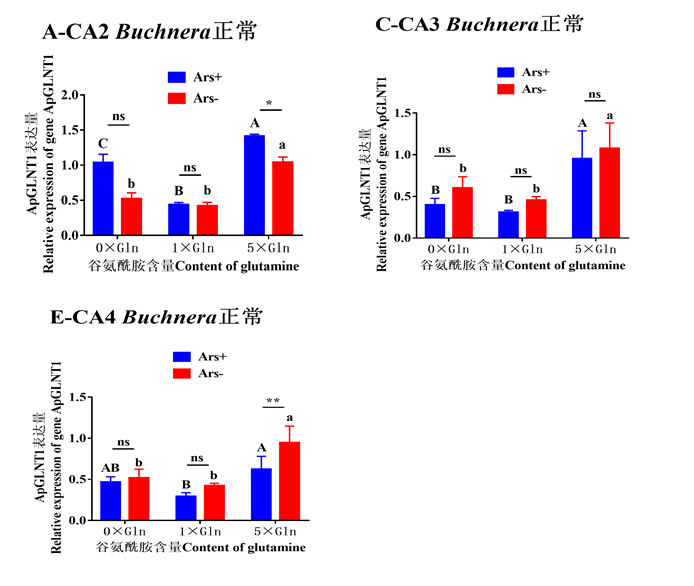 A-CA2 Buchnera正常
Ars+
Ars-
ApGLNT1表达量
Relative expression of gene ApGLNT1
2.0
1.5
1.0
0.5
0.0
C
ns
b
B
ns
b
A
*
a
0×Gln
1×Gln
5×Gln
谷氨酰胺含量Content of glutamine
C-CA3 Buchnera正常
Ars+
Ars-
ApGLNT1表达量
Relative expression of gene ApGLNT1
1.5
1.0
0.5
0.0
B
ns
b
B
ns
b
A
ns
a
0×Gln
1×Gln
5×Gln
谷氨酰胺含量Content of glutamine
E-CA4 Buchnera正常
Ars+
Ars-
ApGLNT1表达量
Relative expression of gene ApGLNT1
1.5
1.0
0.5
0.0
AB
ns
b
B
ns
b
A
**
a
0×Gln
1×Gln
5×Gln
谷氨酰胺含量Content of glutamine